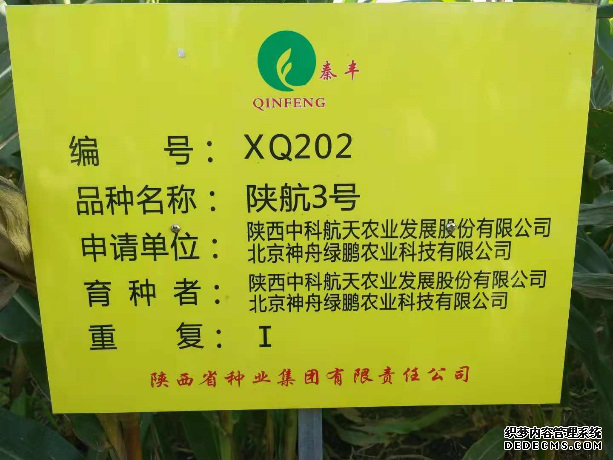 秦丰
QINFENG
编 号： XQ202
品种名称： 陕航3号
申请单位： 陕西中科航天农业发展股份有限公司
北京神舟绿鹏农业科技有限公司
育 种 者： 陕西中科航天农业发展股份有限公司
北京神舟绿鹏农业科技有限公司
重 复： I
陕西省种业集团有限责任公司
织梦内容管理系统
DEDECMS.COM